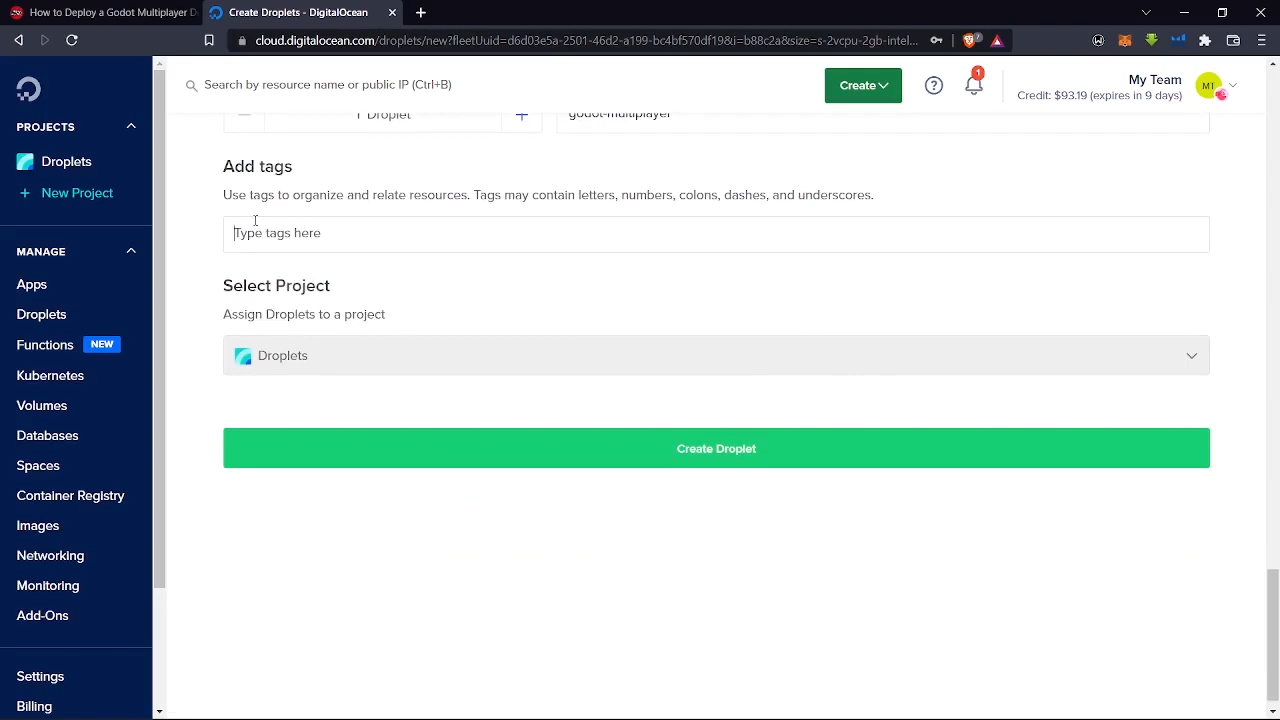 How to Deploy a Godot Multiplayer D
Create Droplets - DigitalOcean
cloud.digitalocean.com/droplets/new?fleetUuid=d6d03e5a-2501-46d2-a199-bc4bf570df19&i=b88c2a&size=s-2vcpu-2gb-intel...
Search by resource name or public IP (Ctrl+B)
Create
1
My Team
Credit: $93.19 (expires in 9 days)
MT
PROJECTS
Droplets
+ New Project
MANAGE
Apps
Droplets
Functions NEW
Kubernetes
Volumes
Databases
Spaces
Container Registry
Images
Networking
Monitoring
Add-Ons
Settings
Billing
1 Droplet
godot-multiplayer
Add tags
Use tags to organize and relate resources. Tags may contain letters, numbers, colons, dashes, and underscores.
Type tags here
Select Project
Assign Droplets to a project
Droplets
Create Droplet